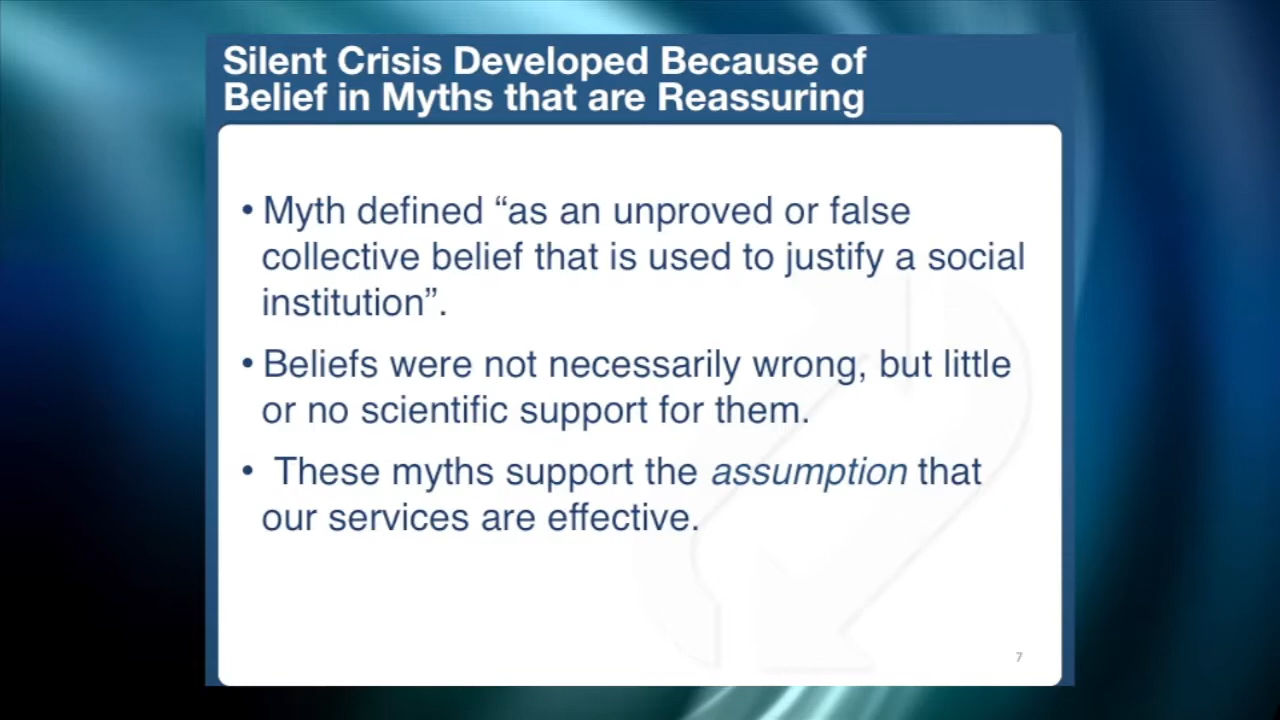 Silent Crisis Developed Because of
Belief in Myths that are Reassuring
• Myth defined “as an unproved or false
collective belief that is used to justify a social
institution”.
• Beliefs were not necessarily wrong, but little
or no scientific support for them.
• These myths support the assumption that
our services are effective.
7